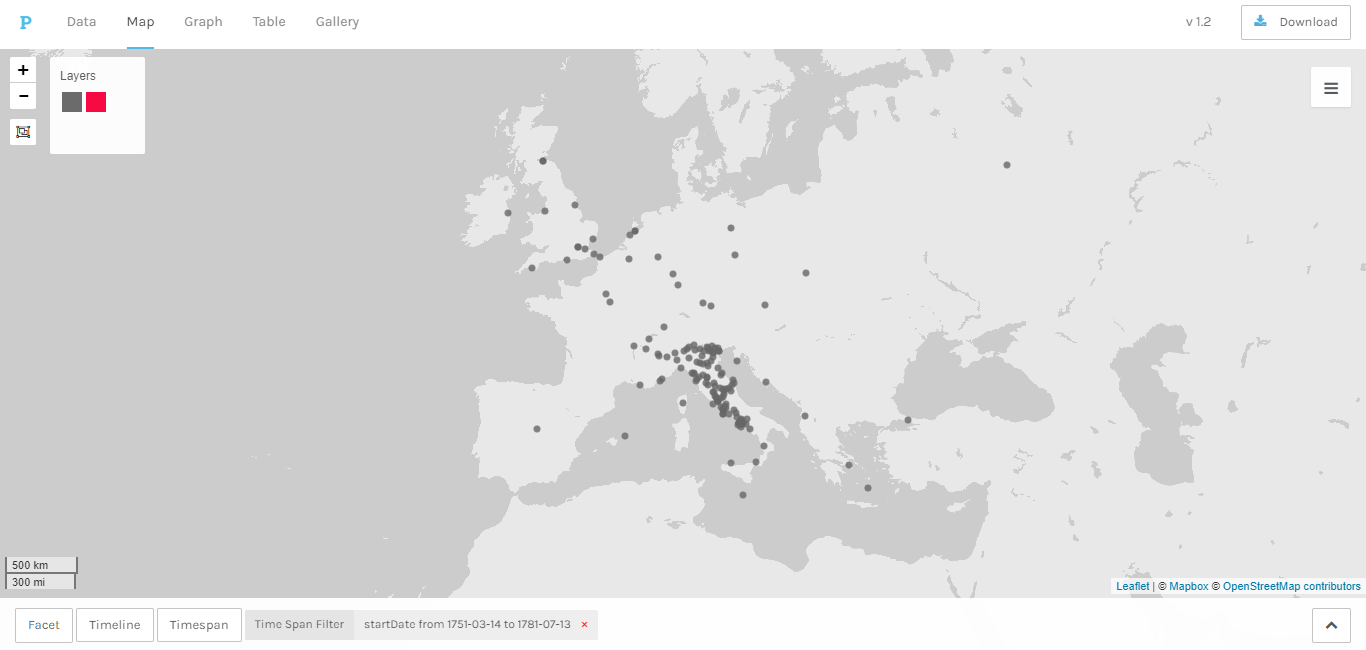 P Data Map Graph Table Gallery v 1.2 Download
+
Layers
−
500 km
300 mi
Leaflet | © Mapbox © OpenStreetMap contributors
Facet Timeline Timespan Time Span Filter startDate from 1751-03-14 to 1781-07-13 ×